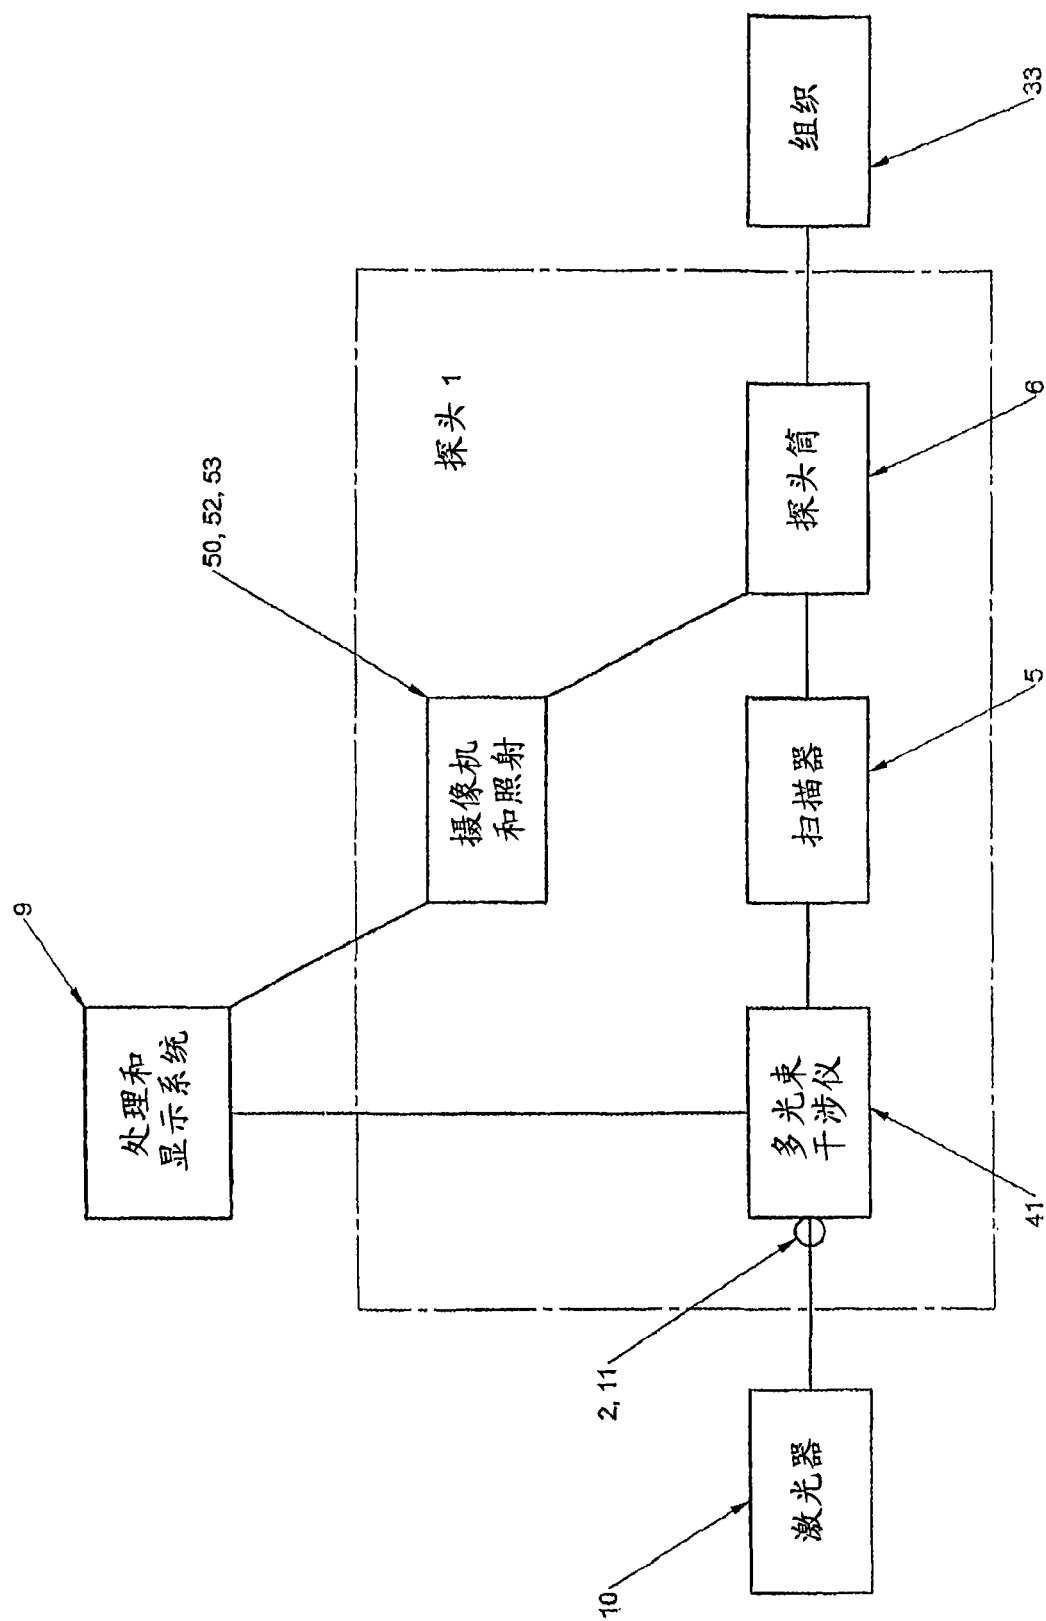 9
处理和
显示系统
50, 52, 53
摄像机
和照射
探头 1
2, 11
10
激光器
多光束
干涉仪
41
扫描器
5
探头筒
6
组织
33